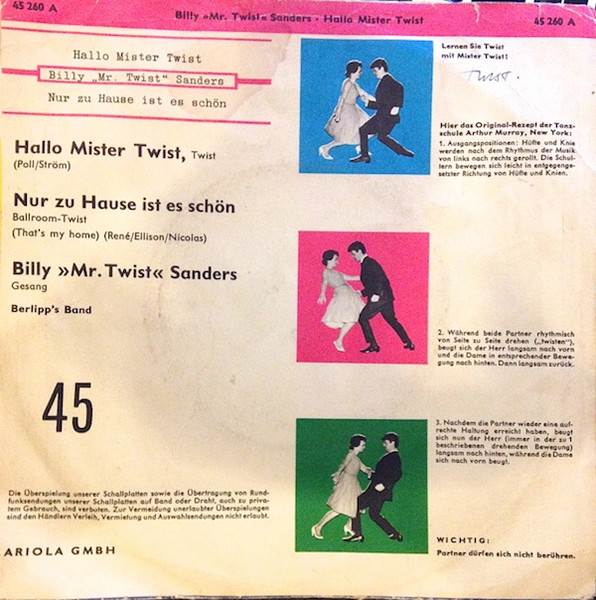 45 260 A
Billy »Mr. Twist« Sanders · Hallo Mister Twist
45 260 A
Hallo Mister Twist
Billy „Mr. Twist" Sanders
Nur zu Hause ist es schön
Hallo Mister Twist, Twist
(Poll/Ström)
Nur zu Hause ist es schön
Ballroom-Twist
(That's my home) (René/Ellison/Nicolas)
Billy »Mr. Twist« Sanders
Gesang
Berlipp's Band
45
Die Überspielung unserer Schallplatten sowie die Übertragung von Rund-
funksendungen unserer Schallplatten auf Band oder Draht, auch zu priva-
tem Gebrauch, sind verboten. Zur Vermeidung unerlaubter Überspielungen
sind den Händlern Verleih, Vermietung und Auswahlsendungen nicht erlaubt.
ARIOLA GMBH
Lernen Sie Twist
mit Mister Twist!
Twist.
Hier das Original-Rezept der Tanz-
schule Arthur Murray, New York:
1. Ausgangspositionen: Hüfte und Knie
werden nach dem Rhythmus der Musik
von links nach rechts gerollt. Die Schul-
tern bewegen sich leicht in entgegenge-
setzter Richtung von Hüfte und Knien.
2. Während beide Partner rhythmisch
von Seite zu Seite drehen („twisten"),
beugt sich der Herr langsam nach vorn
und die Dame in entsprechender Bewe-
gung nach hinten. Dann langsam zurück.
3. Nachdem die Partner wieder eine auf-
rechte Haltung erreicht haben, beugt
sich nun der Herr (immer in der zu 1
beschriebenen drehenden Bewegung)
langsam nach hinten, während die Dame
sich nach vorn beugt.
WICHTIG:
Partner dürfen sich nicht berühren.